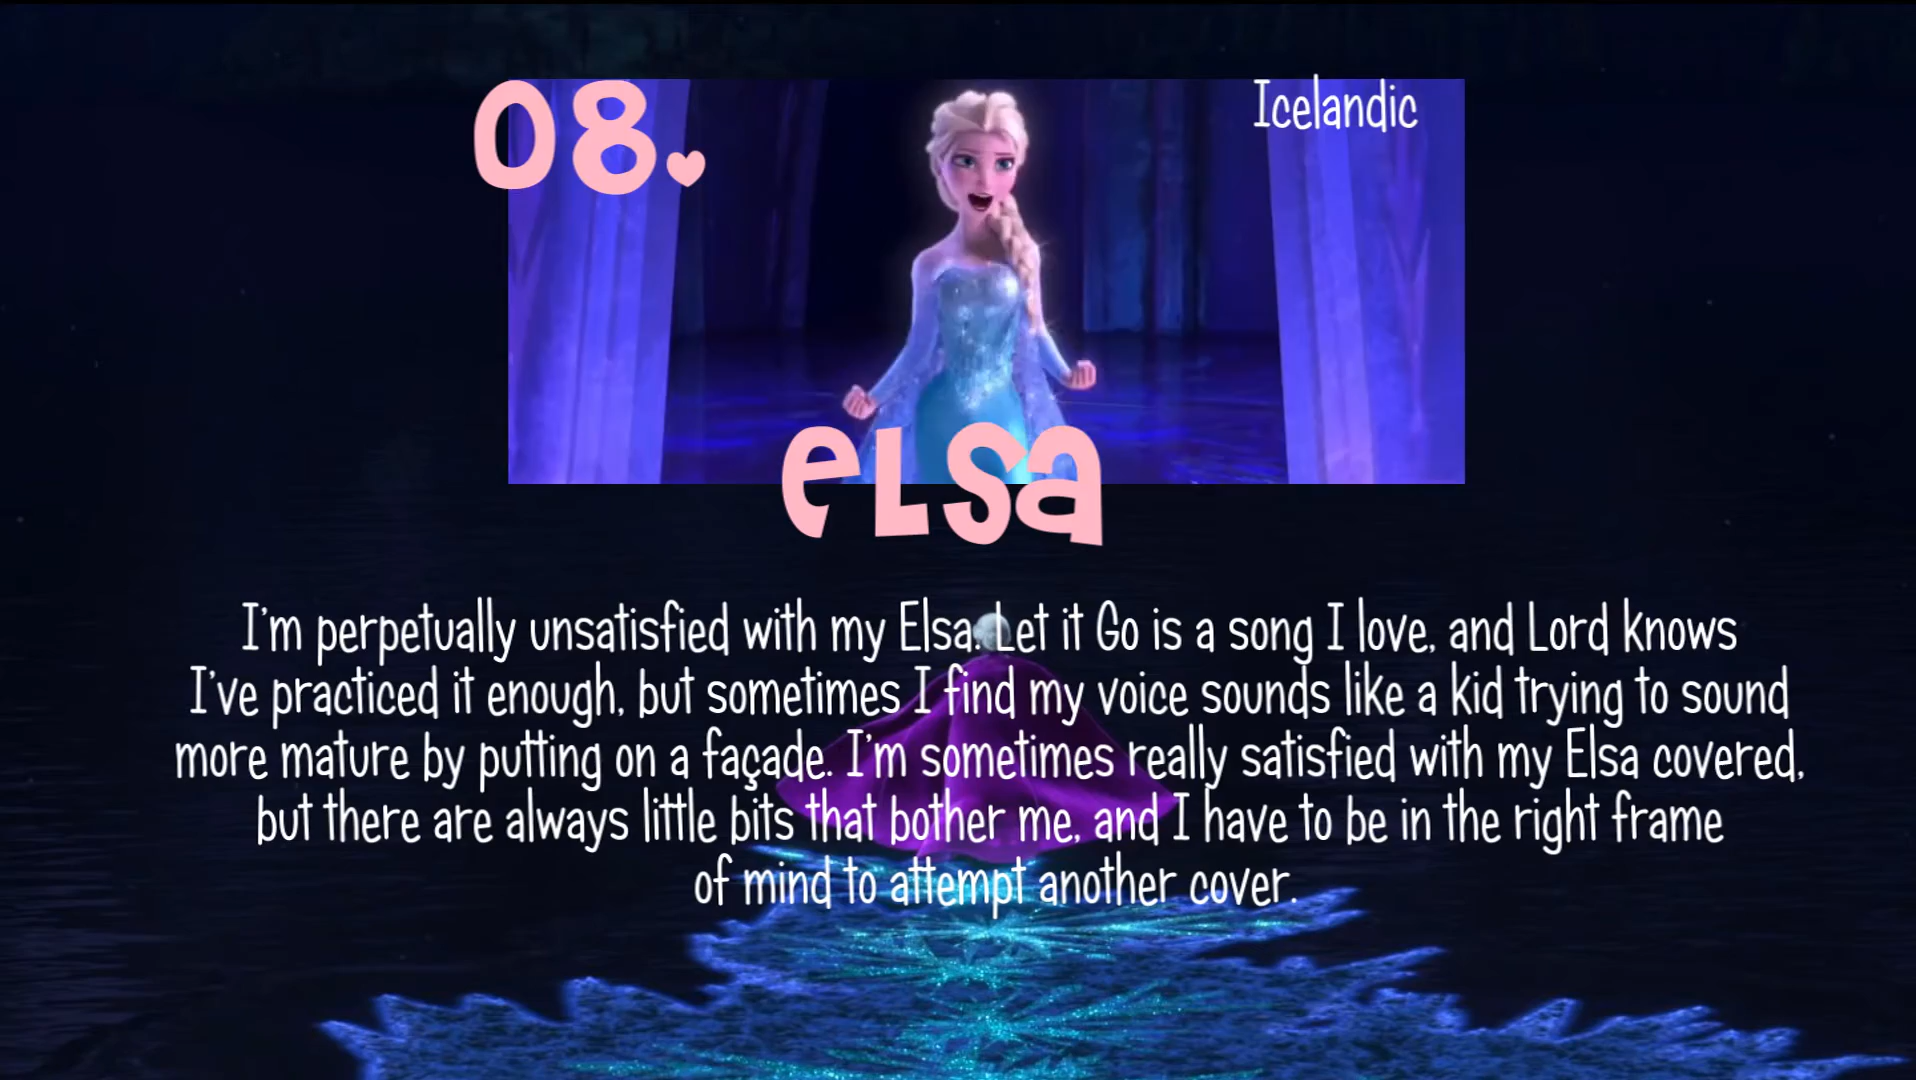 08.
Icelandic
eLsa
I'm perpetually unsatisfied with my Elsa. Let it Go is a song I love, and Lord knows
I've practiced it enough, but sometimes I find my voice sounds like a kid trying to sound
more mature by putting on a façade. I'm sometimes really satisfied with my Elsa covered,
but there are always little bits that bother me, and I have to be in the right frame
of mind to attempt another cover.